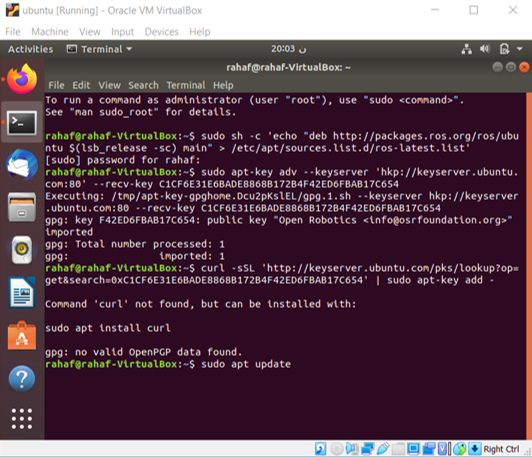 ubuntu [Running] - Oracle VM VirtualBox
File Machine View Input Devices Help
Activities Terminal 20:03 ن
rahaf@rahaf-VirtualBox: ~
File Edit View Search Terminal Help
To run a command as administrator (user "root"), use "sudo <command>".
See "man sudo_root" for details.
rahaf@rahaf-VirtualBox:~$ sudo sh -c 'echo "deb http://packages.ros.org/ros/ubu
ntu $(lsb_release -sc) main" > /etc/apt/sources.list.d/ros-latest.list'
[sudo] password for rahaf:
rahaf@rahaf-VirtualBox:~$ sudo apt-key adv --keyserver 'hkp://keyserver.ubuntu.
com:80' --recv-key C1CF6E31E6BADE8868B172B4F42ED6FBAB17C654
Executing: /tmp/apt-key-gpghome.Dcu2pKslEL/gpg.1.sh --keyserver hkp://keyserver
.ubuntu.com:80 --recv-key C1CF6E31E6BADE8868B172B4F42ED6FBAB17C654
gpg: key F42ED6FBAB17C654: public key "Open Robotics <info@osrfoundation.org>"
imported
gpg: Total number processed: 1
gpg: imported: 1
rahaf@rahaf-VirtualBox:~$ curl -sSL 'http://keyserver.ubuntu.com/pks/lookup?op=
get&search=0xC1CF6E31E6BADE8868B172B4F42ED6FBAB17C654' | sudo apt-key add -
Command 'curl' not found, but can be installed with:
sudo apt install curl
gpg: no valid OpenPGP data found.
rahaf@rahaf-VirtualBox:~$ sudo apt update
Right Ctrl